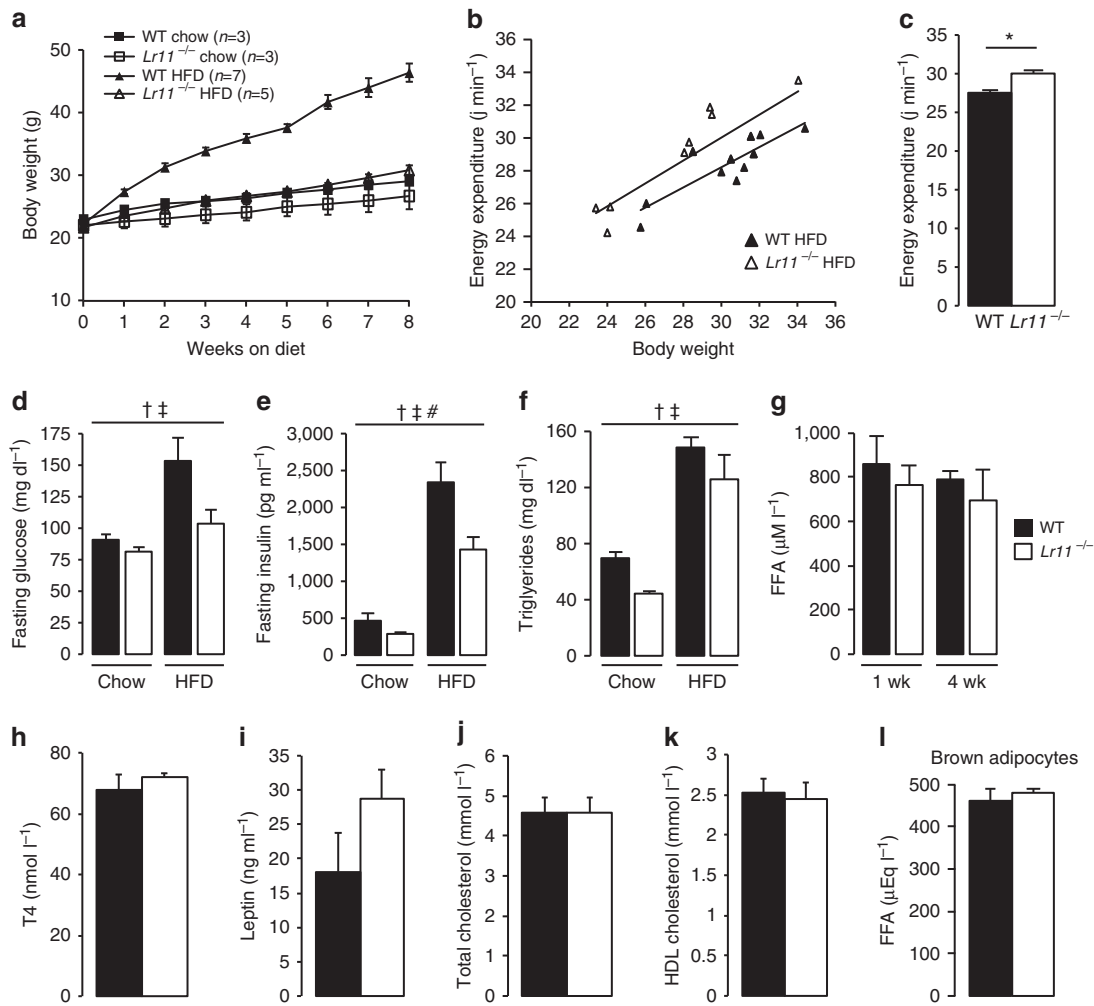 a
WT chow (n=3)
Lr11 −/− chow (n=3)
WT HFD (n=7)
Lr11 −/− HFD (n=5)
50
40
30
20
10
Body weight (g)
0 1 2 3 4 5 6 7 8
Weeks on diet
b
36
34
32
30
28
26
24
22
20
Energy expenditure (j min−1)
WT HFD
Lr11−/− HFD
20 22 24 26 28 30 32 34 36
Body weight
c
35
30
25
20
15
10
5
0
Energy expenditure (j min−1)
*
WT Lr11−/−
d
† ‡
175
150
125
100
75
50
25
0
Fasting glucose (mg dl−1)
Chow HFD
e
† ‡ #
3,000
2,500
2,000
1,500
1,000
500
0
Fasting insulin (pg ml−1)
Chow HFD
f
† ‡
160
120
80
40
0
Triglyerides (mg dl−1)
Chow HFD
g
1,000
800
600
400
200
0
FFA (μM l−1)
1 wk 4 wk
WT
Lr11−/−
h
80
60
40
20
0
T4 (nmol l−1)
i
35
30
25
20
15
10
5
0
Leptin (ng ml−1)
j
6
5
4
3
2
1
0
Total cholesterol (mmol l−1)
k
3
2.5
2
1.5
1
0.5
0
HDL cholesterol (mmol l−1)
l
Brown adipocytes
500
400
300
200
100
0
FFA (μEq l−1)